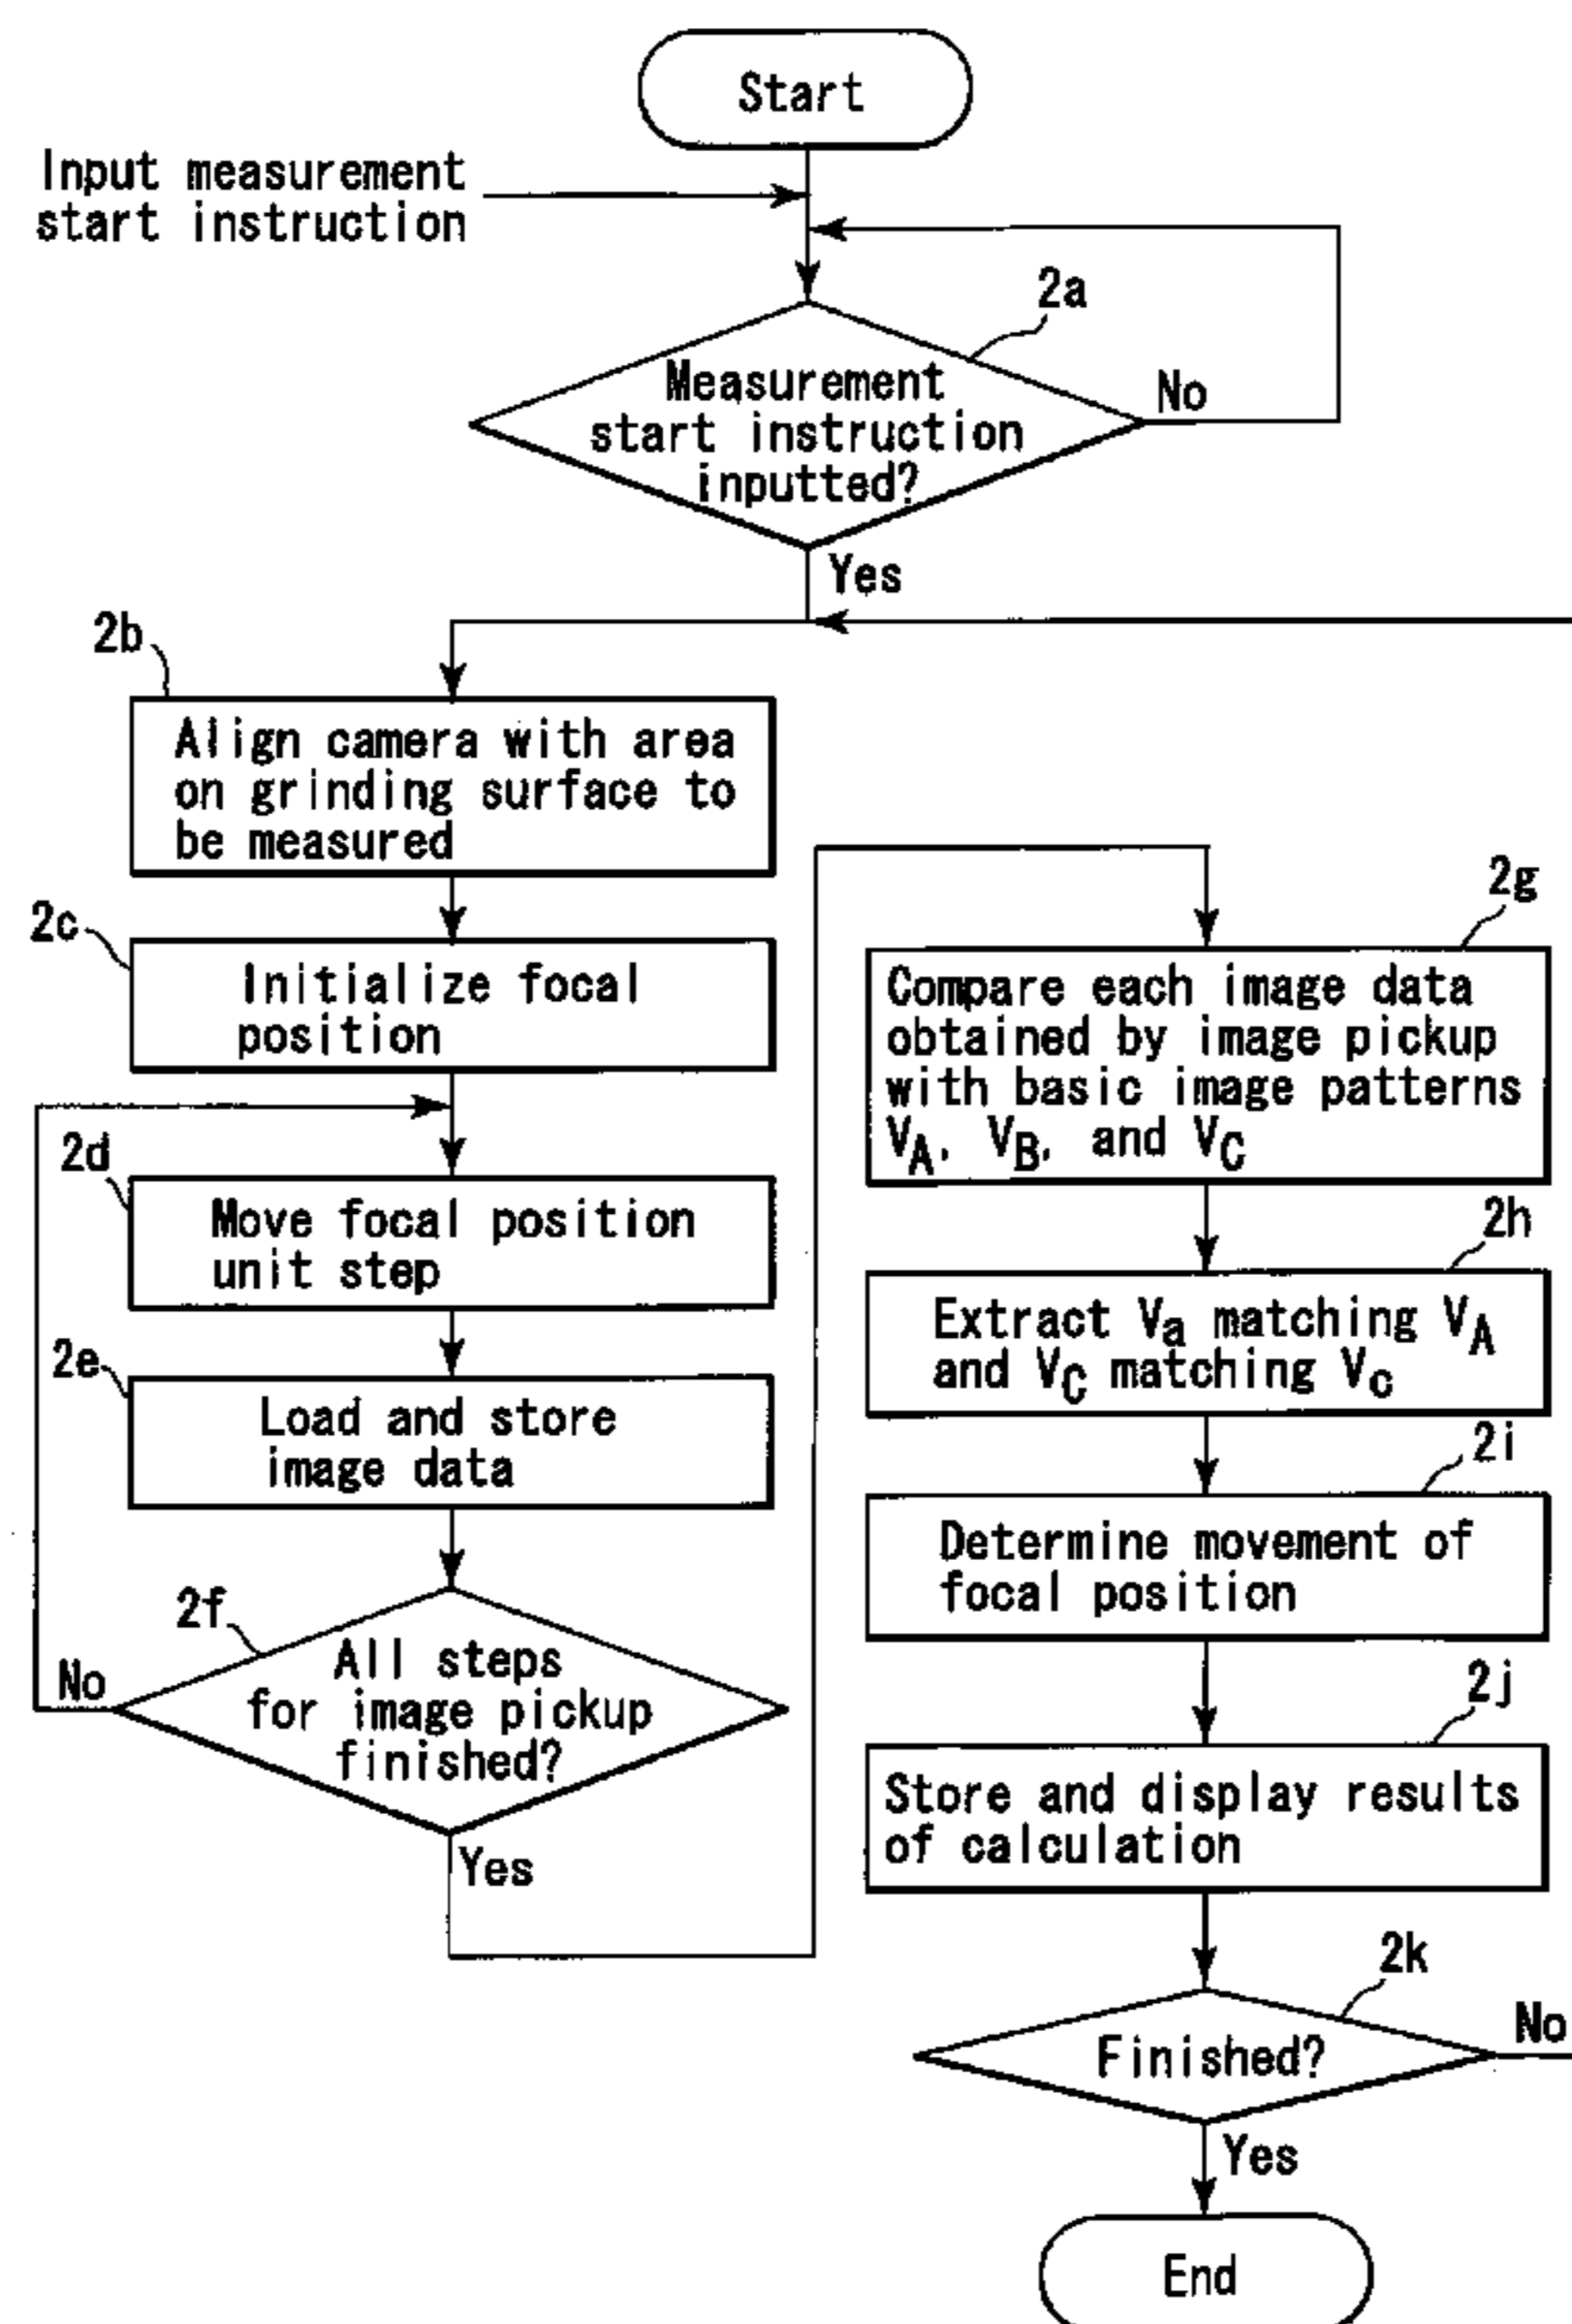 Start
Input measurement
start instruction
2a
Measurement
start instruction
inputted?
No
Yes
2b
Align camera with area
on grinding surface to
be measured
2c
Initialize focal
position
2d
Move focal position
unit step
2e
Load and store
image data
2f
All steps
for image pickup
finished?
No
Yes
2g
Compare each image data
obtained by image pickup
with basic image patterns
VA, VB, and VC
2h
Extract Va matching VA
and VC matching Vc
2i
Determine movement of
focal position
2j
Store and display results
of calculation
2k
Finished?
No
Yes
End